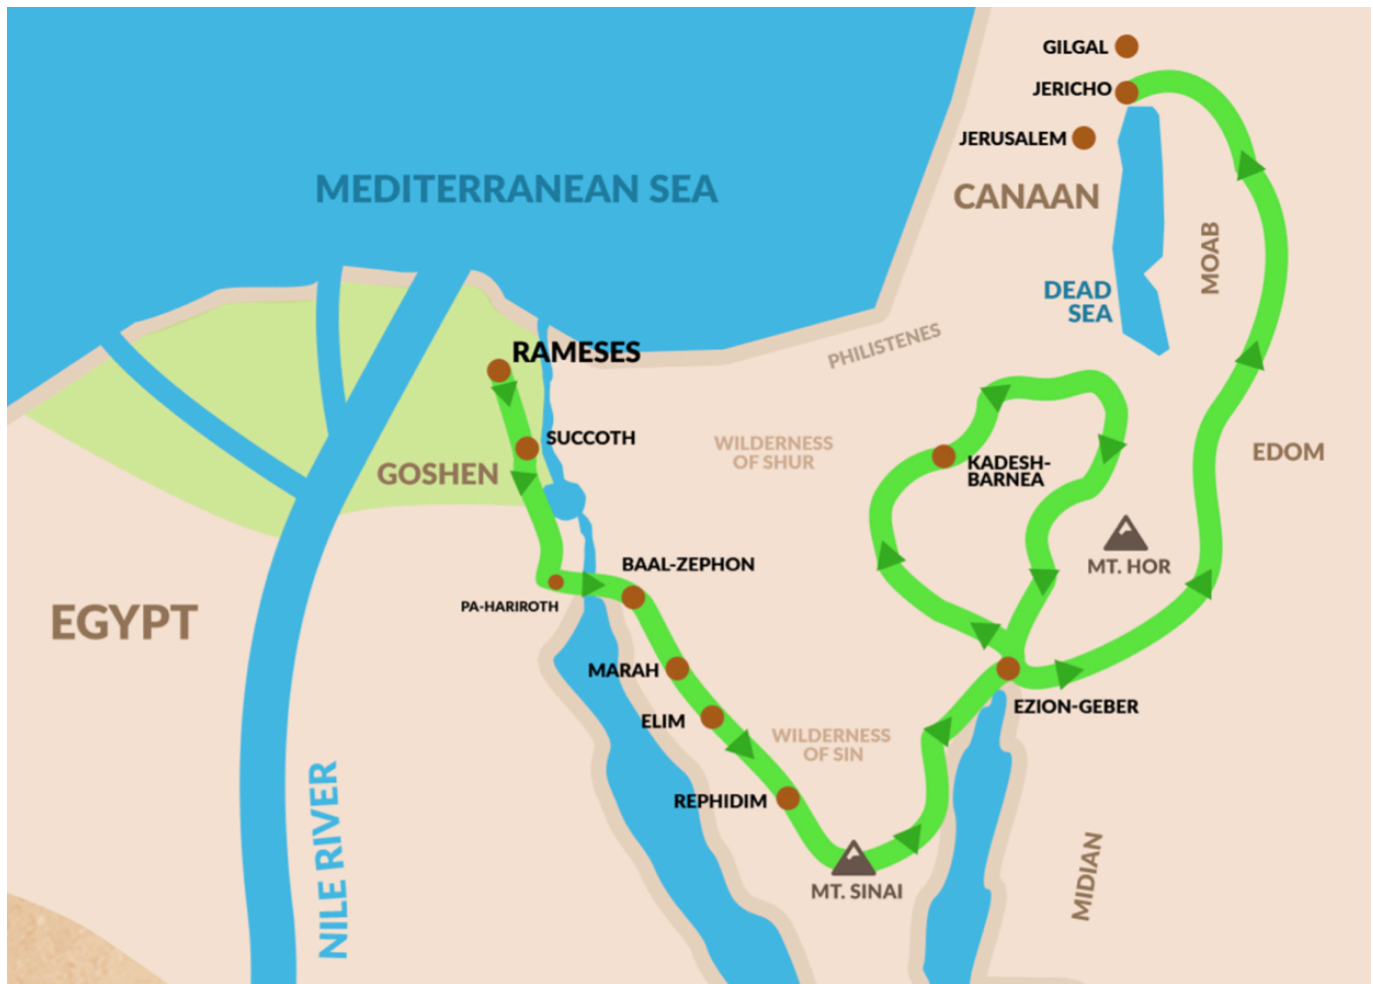 GILGAL
JERICHO
JERUSALEM
MEDITERRANEAN SEA
CANAAN
MOAB
DEAD
SEA
PHILISTENES
RAMESES
SUCCOTH
GOSHEN
WILDERNESS
OF SHUR
KADESH-
BARNEA
EDOM
MT. HOR
BAAL-ZEPHON
PA-HARIROTH
EGYPT
MARAH
ELIM
EZION-GEBER
WILDERNESS
OF SIN
REPHIDIM
NILE RIVER
MT. SINAI
MIDIAN